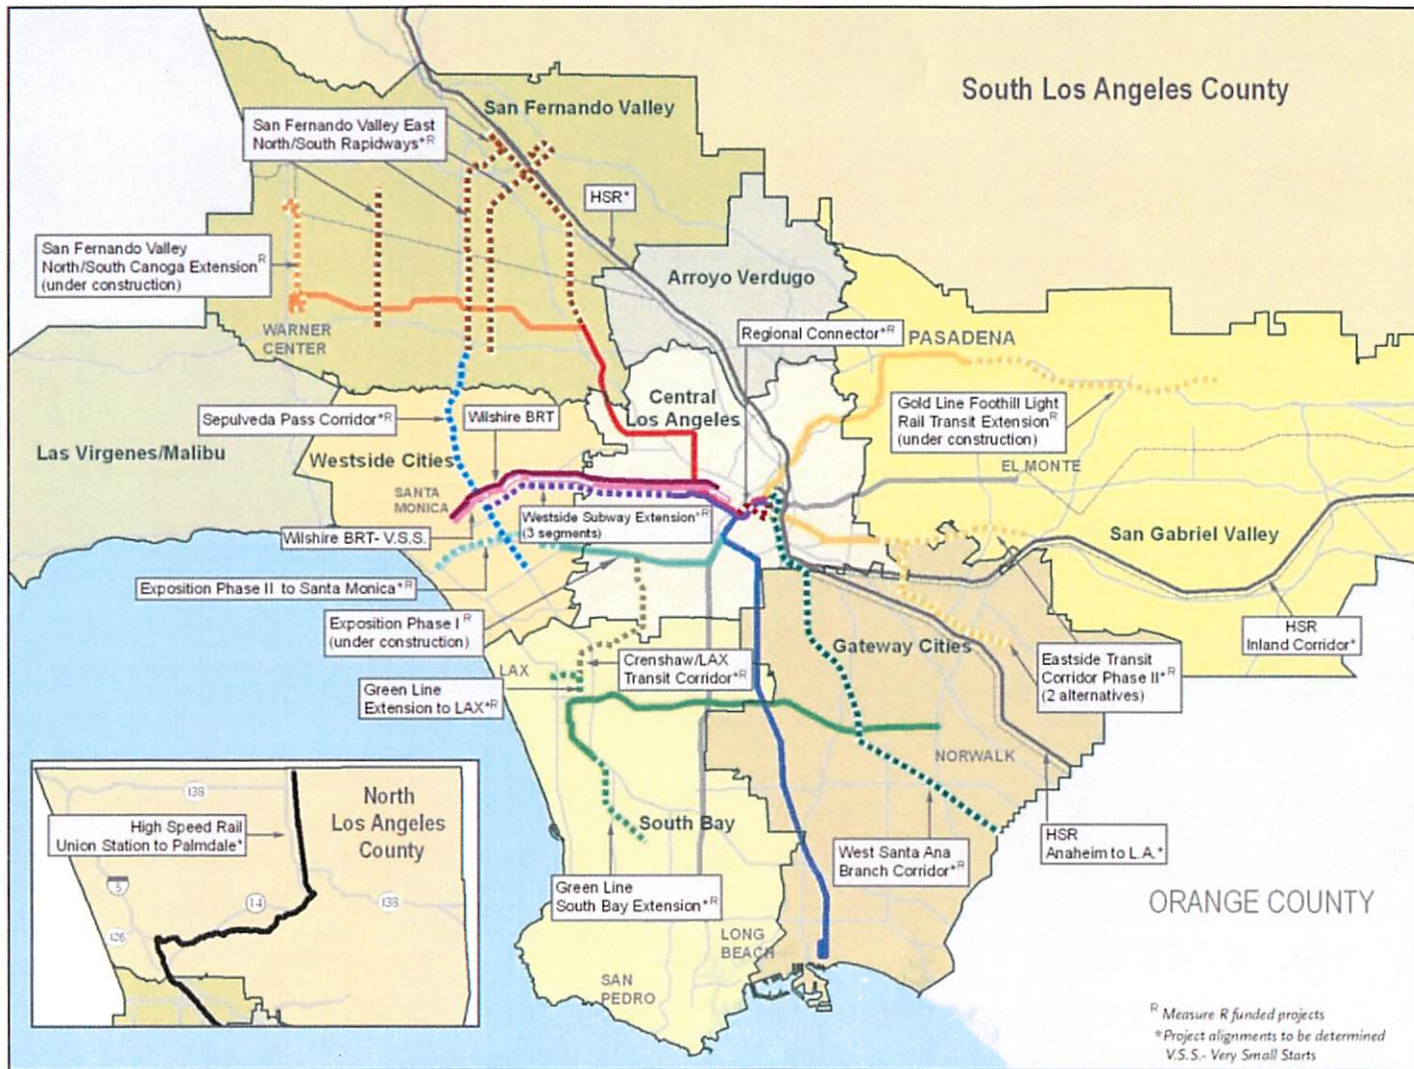 South Los Angeles County
San Fernando Valley
San Fernando Valley East
North/South Rapidways*R
HSR*
San Fernando Valley
North/South Canoga Extension R
(under construction)
Arroyo Verdugo
WARNER
CENTER
Regional Connector*R
PASADENA
Central
Los Angeles
Sepulveda Pass Corridor*R
Wilshire BRT
Gold Line Foothill Light
Rail Transit Extension R
(under construction)
Las Virgenes/Malibu
Westside Cities
EL MONTE
SANTA
MONICA
Westside Subway Extension*R
(3 segments)
Wilshire BRT- V.S.S.
San Gabriel Valley
Exposition Phase II to Santa Monica*R
Exposition Phase I R
(under construction)
Gateway Cities
HSR
Inland Corridor*
LAX
Crenshaw/LAX
Transit Corridor*R
Eastside Transit
Corridor Phase II*R
(2 alternatives)
Green Line
Extension to LAX*R
NORWALK
North
Los Angeles
County
138
High Speed Rail
Union Station to Palmdale*
South Bay
HSR
Anaheim to L.A.*
West Santa Ana
Branch Corridor*R
5
14
138
126
Green Line
South Bay Extension*R
ORANGE COUNTY
LONG
BEACH
SAN
PEDRO
R Measure R funded projects
*Project alignments to be determined
V.S.S.- Very Small Starts